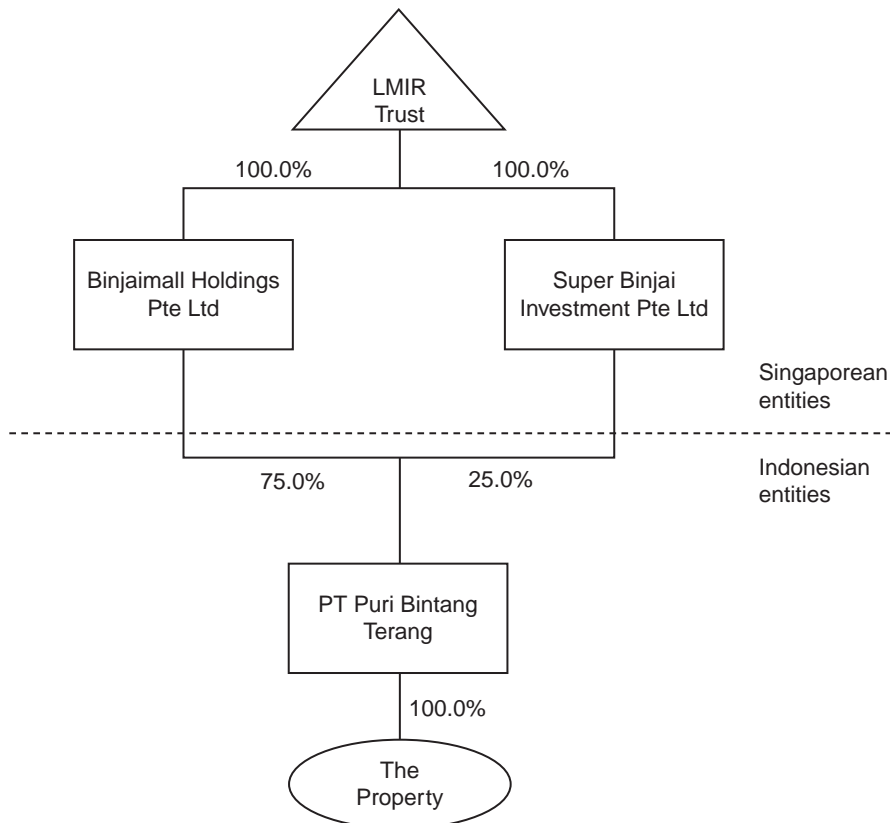 LMIR
Trust
100.0%
100.0%
Binjaimall Holdings
Pte Ltd
Super Binjai
Investment Pte Ltd
Singaporean
entities
Indonesian
entities
75.0%
25.0%
PT Puri Bintang
Terang
100.0%
The
Property